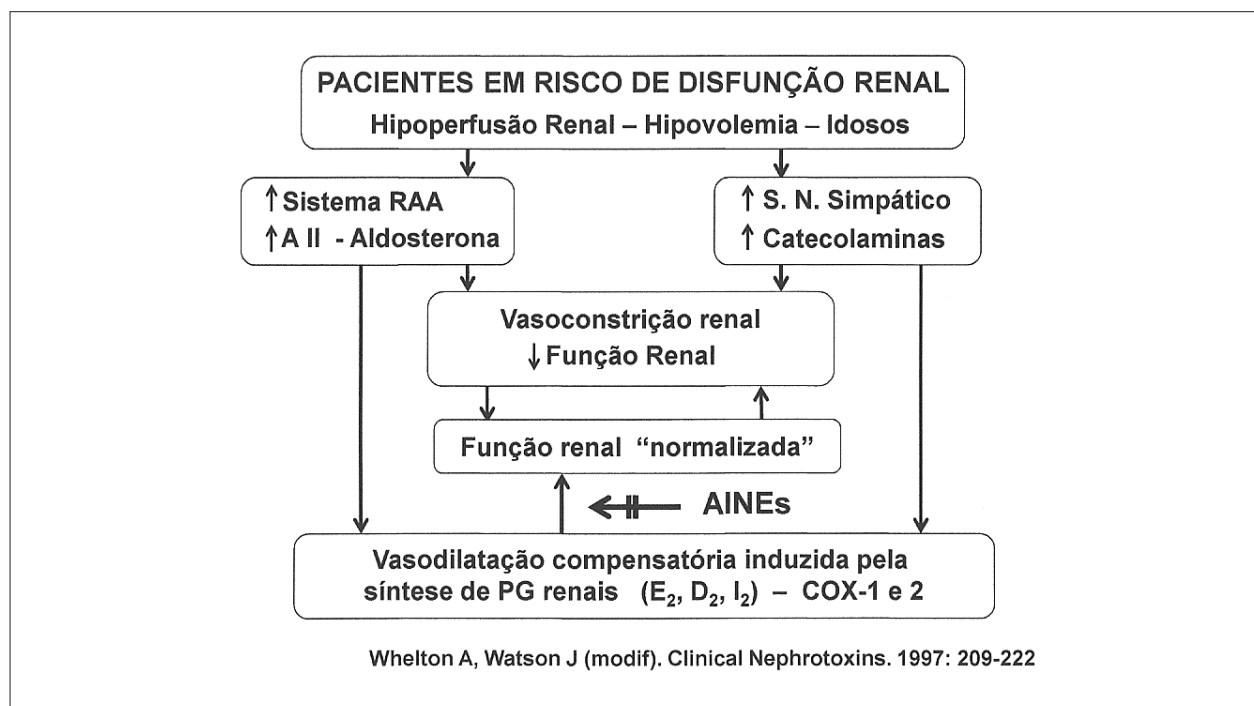 PACIENTES EM RISCO DE DISFUNÇÃO RENAL
Hipoperfusão Renal – Hipovolemia – Idosos
↑ Sistema RAA
↑ A II - Aldosterona
↑ S. N. Simpático
↑ Catecolaminas
Vasoconstrição renal
↓ Função Renal
Função renal “normalizada”
AINEs
Vasodilatação compensatória induzida pela
síntese de PG renais (E₂, D₂, I₂) – COX-1 e 2
Whelton A, Watson J (modif). Clinical Nephrotoxins. 1997: 209-222